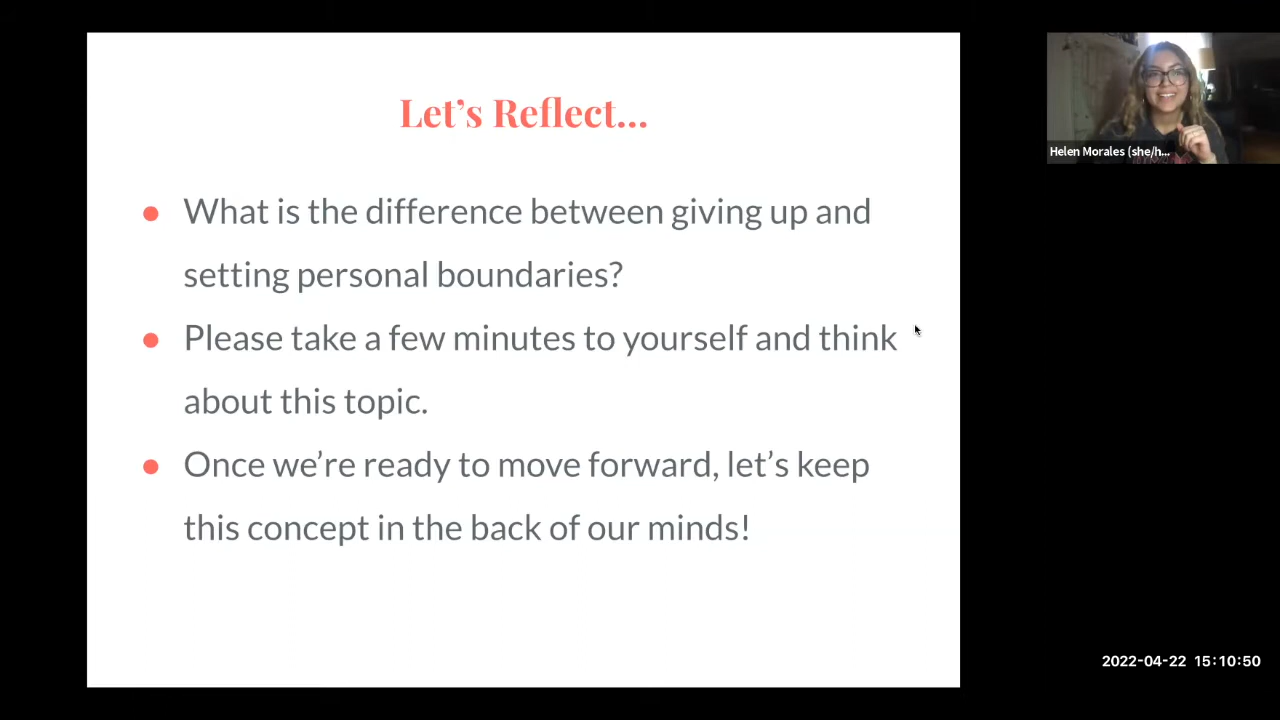 Let's Reflect...
● What is the difference between giving up and
setting personal boundaries?
● Please take a few minutes to yourself and think
about this topic.
● Once we're ready to move forward, let's keep
this concept in the back of our minds!
Helen Morales (she/h...
2022-04-22 15:10:50